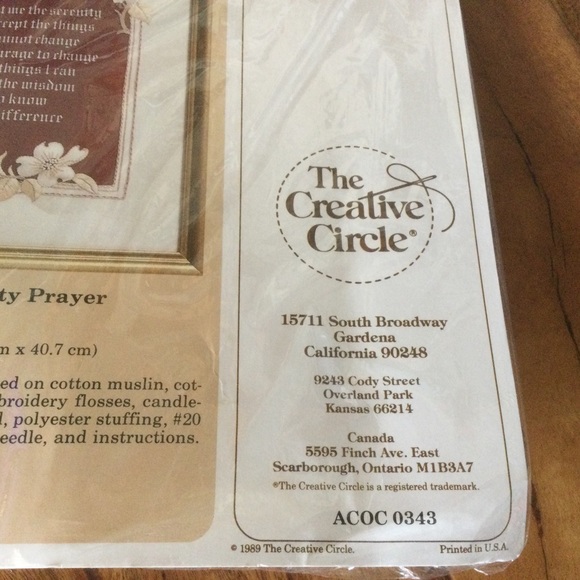 t me the serenity
cept the things
annot change
urage to change
things I can
the wisdom
o know
difference
ty Prayer
m x 40.7 cm)
ed on cotton muslin, cot-
broidery flosses, candle-
l, polyester stuffing, #20
eedle, and instructions.
The
Creative
Circle®
15711 South Broadway
Gardena
California 90248
9243 Cody Street
Overland Park
Kansas 66214
Canada
5595 Finch Ave. East
Scarborough, Ontario M1B3A7
®The Creative Circle is a registered trademark.
ACOC 0343
© 1989 The Creative Circle.
Printed in U.S.A.